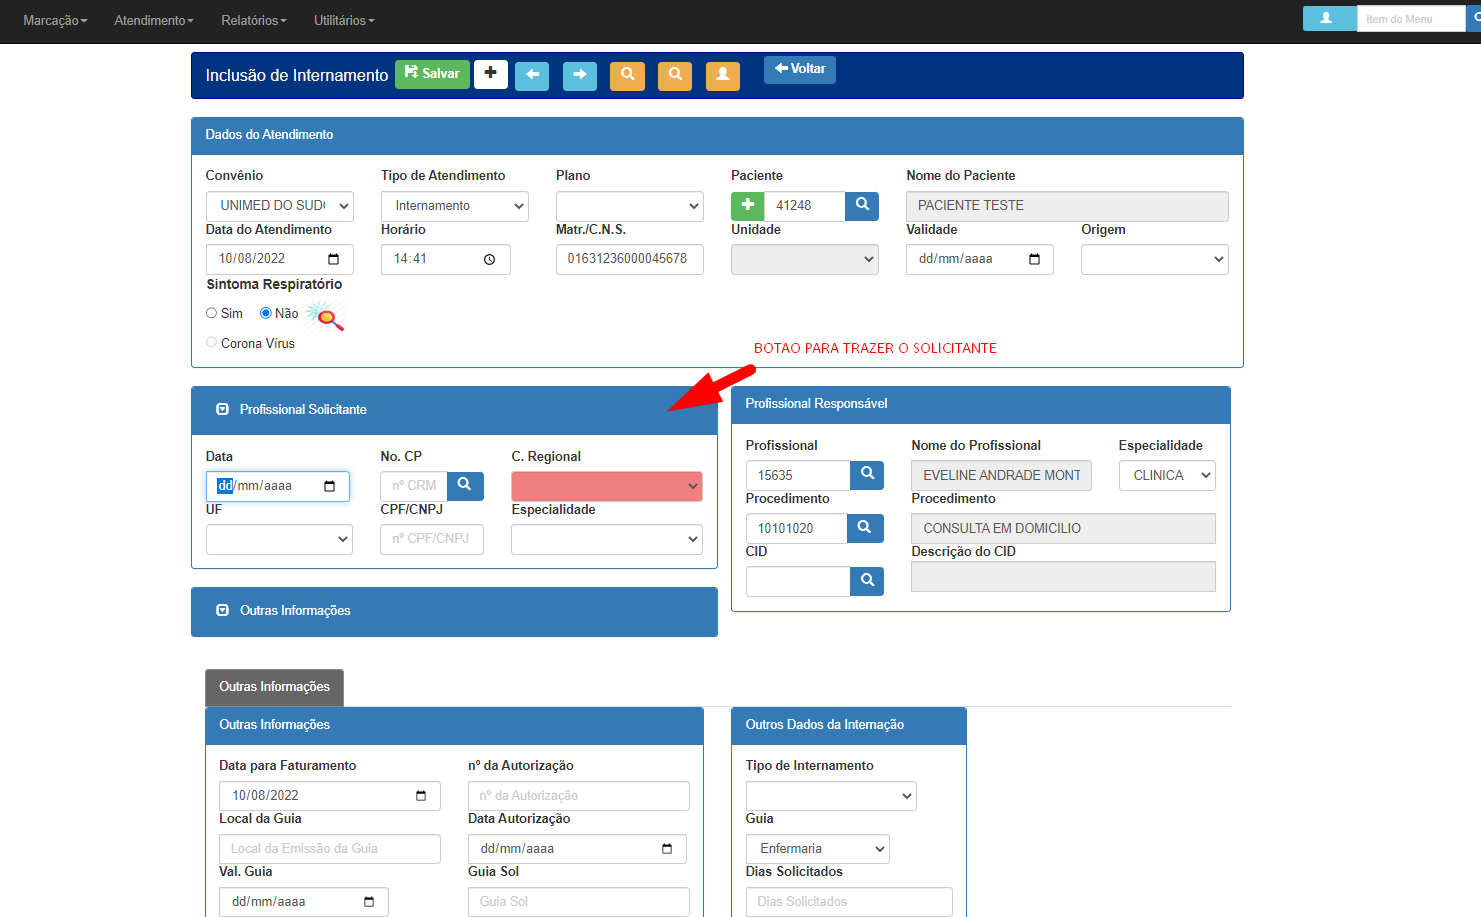 Marcação Atendimento Relatórios Utilitários Item do Menu
Inclusão de Internamento Salvar Voltar
Dados do Atendimento
Convênio Tipo de Atendimento Plano Paciente Nome do Paciente
Internamento 41248 PACIENTE TESTE
UNIMED DO
Data do Atendimento Horário Matr./C.N.S. Unidade Validade Origem
10/08/2022 14:41 01631236000045678 dd/mm/aaaa
Sintoma Respiratório
Sim Não
Corona Vírus
BOTAO PARA TRAZER O SOLICITANTE
Profissional Solicitante
Data No. CP C. Regional
dd/mm/aaaa nº CRM
UF CPF/CNPJ Especialidade
nº CPF/CNPJ
Outras Informações
Profissional Responsável
Profissional Nome do Profissional Especialidade
15635 EVELINE ANDRADE MONT CLINICA
Procedimento Procedimento
10101020 CONSULTA EM DOMICILIO
CID Descrição do CID
Outras Informações
Outras Informações
Data para Faturamento nº da Autorização
10/08/2022 nº da Autorização
Local da Guia Data Autorização
Local da Emissão da Guia dd/mm/aaaa
Val. Guia Guia Sol
dd/mm/aaaa Guia Sol
Outros Dados da Internação
Tipo de Internamento
Guia
Enfermaria
Dias Solicitados
Dias Solicitados